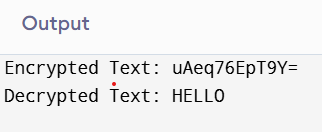 Output
Encrypted Text: uAeq76EpT9Y=
Decrypted Text: HELLO